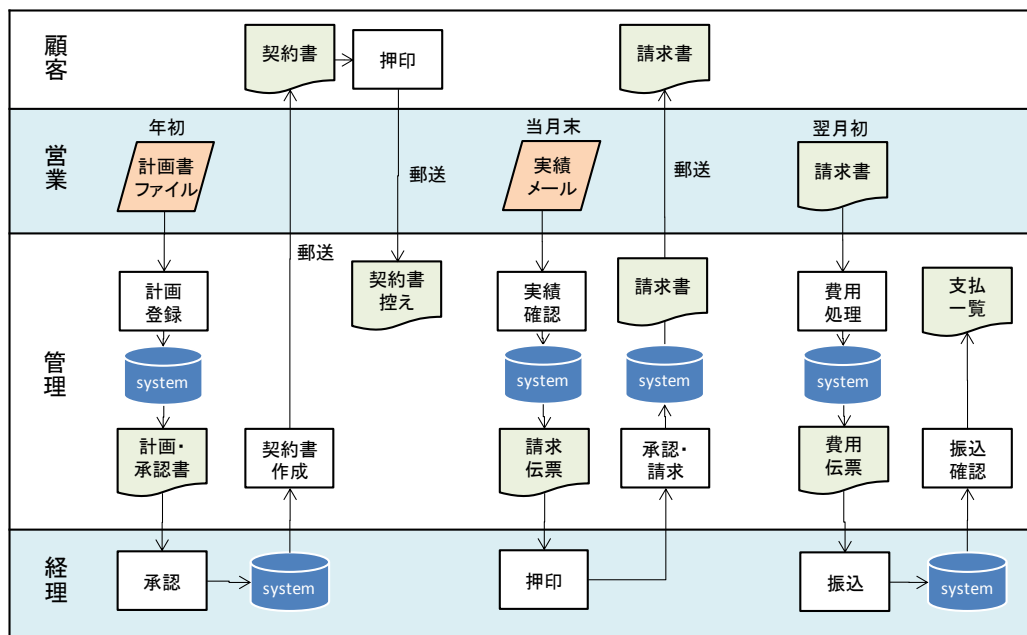 顧客
契約書
押印
請求書
営業
年初
計画書
ファイル
郵送
当月末
実績
メール
郵送
翌月初
請求書
管理
郵送
計画
登録
契約書
控え
実績
確認
請求書
費用
処理
支払
一覧
system
system
system
system
計画・
承認書
契約書
作成
請求
伝票
承認・
請求
費用
伝票
振込
確認
経理
承認
system
押印
振込
system